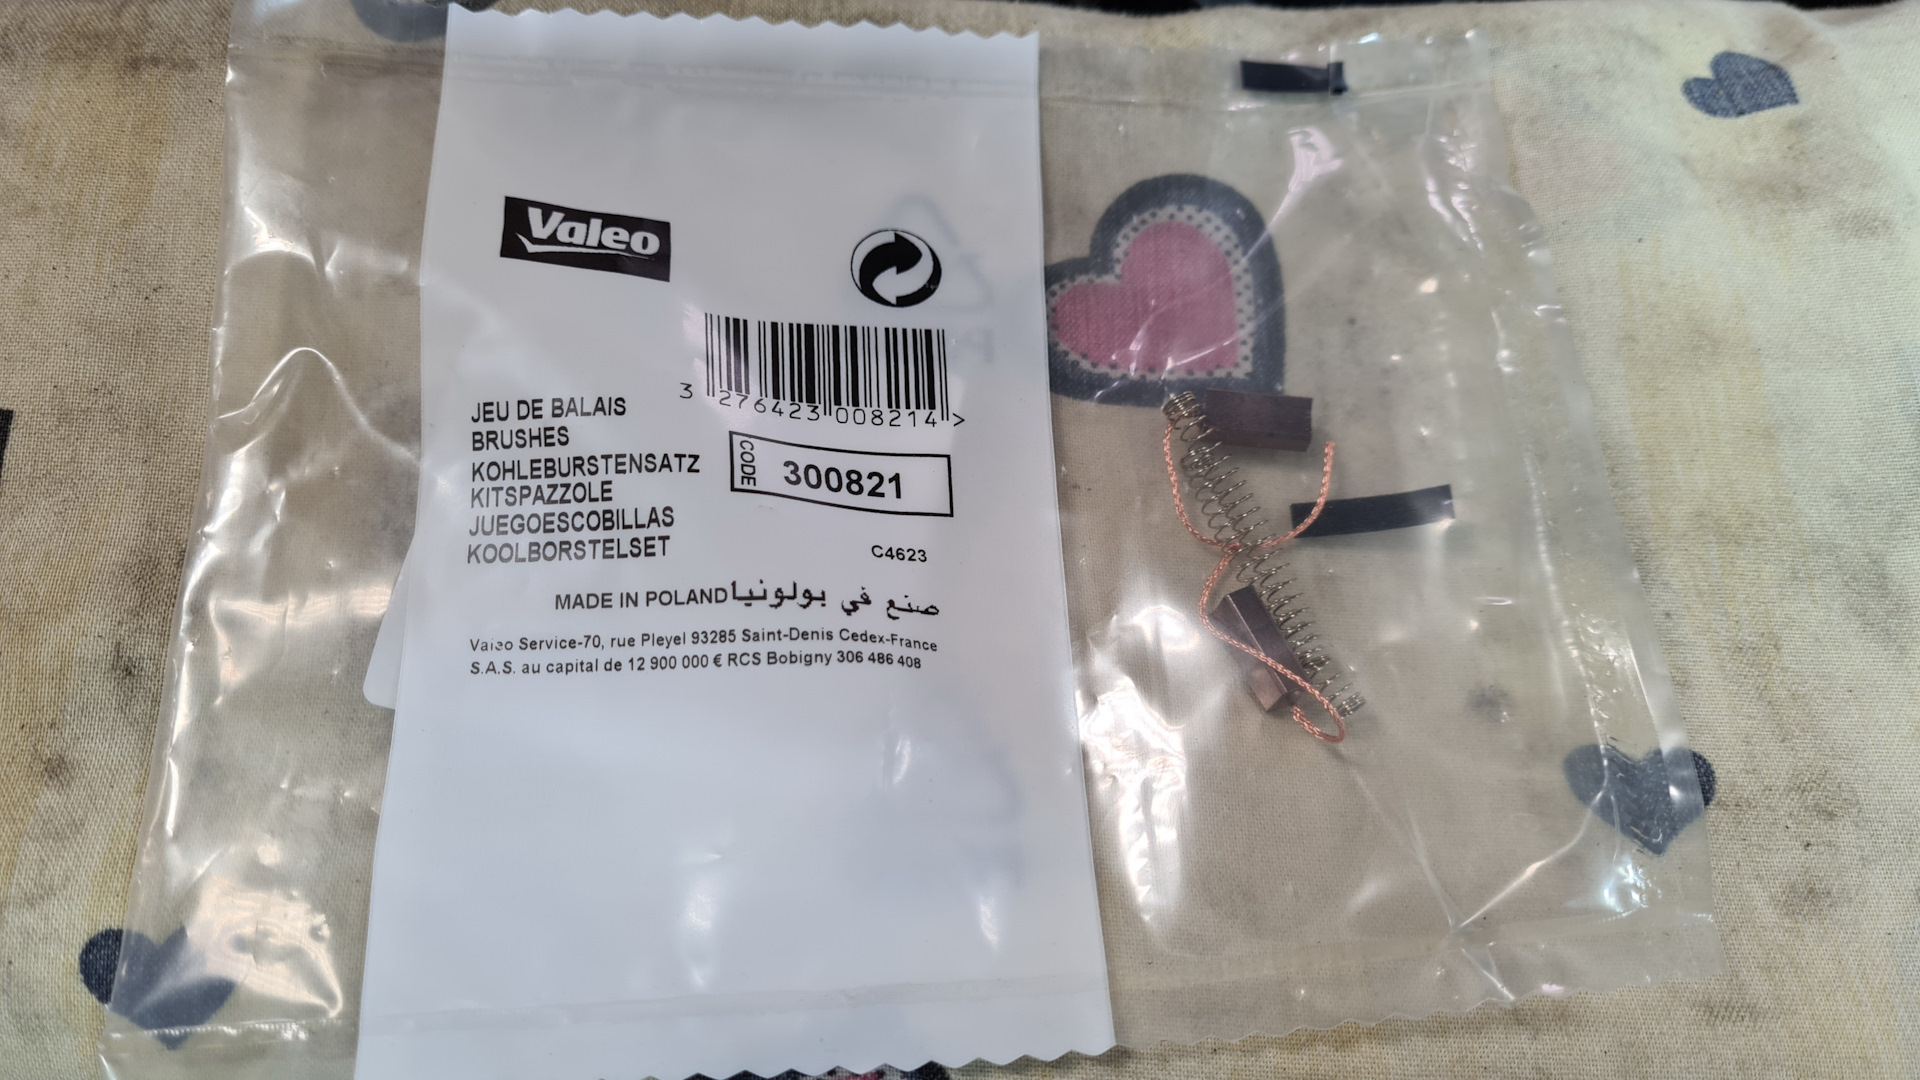 Valeo
3 276423 008214 >
JEU DE BALAIS
BRUSHES
KOHLEBURSTENSATZ
KITSPAZZOLE
JUEGOESCOBILLAS
KOOLBORSTELSET
CODE 300821
C4623
MADE IN POLAND صنع في بولونيا
Valeo Service-70, rue Pleyel 93285 Saint-Denis Cedex-France
S.A.S. au capital de 12 900 000 € RCS Bobigny 306 486 408